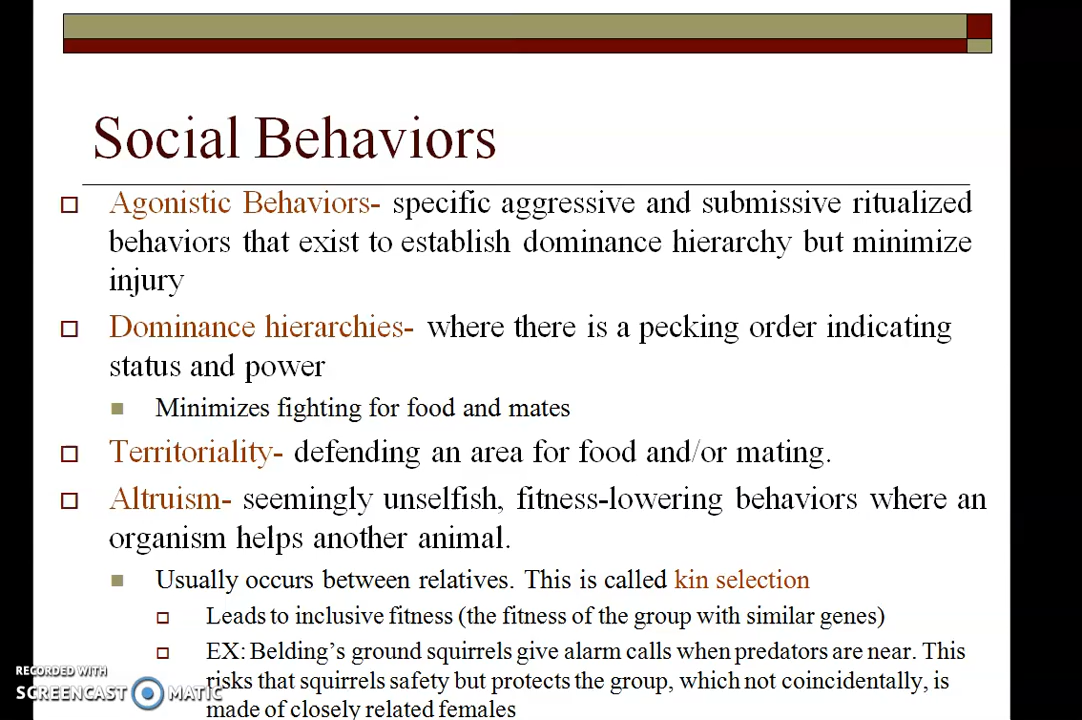 Social Behaviors
Agonistic Behaviors- specific aggressive and submissive ritualized
behaviors that exist to establish dominance hierarchy but minimize
injury
Dominance hierarchies- where there is a pecking order indicating
status and power
Minimizes fighting for food and mates
Territoriality- defending an area for food and/or mating.
Altruism- seemingly unselfish, fitness-lowering behaviors where an
organism helps another animal.
Usually occurs between relatives. This is called kin selection
Leads to inclusive fitness (the fitness of the group with similar genes)
EX: Belding's ground squirrels give alarm calls when predators are near. This
risks that squirrels safety but protects the group, which not coincidentally, is
made of closely related females
RECORDED WITH
SCREENCAST MATIC